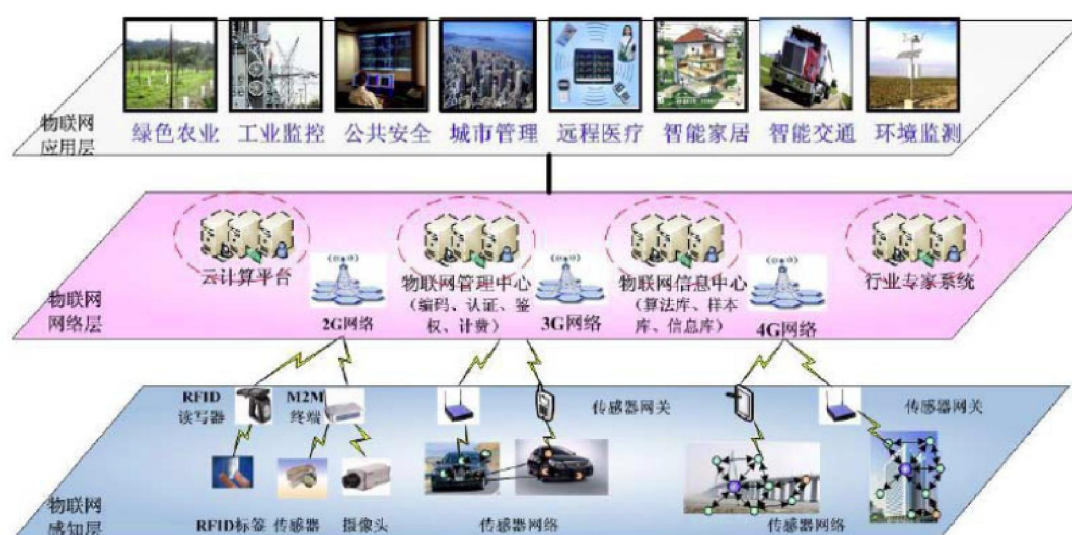 绿色农业 工业监控 公共安全 城市管理 远程医疗 智能家居 智能交通 环境监测
物联网
应用层
云计算平台 物联网管理中心 物联网信息中心 行业专家系统
(编码、认证、鉴
权、计费)
(算法库、样本
库、信息库)
物联网
网络层
2G网络 3G网络 4G网络
RFID
读写器
M2M
终端
传感器网关 传感器网关
物联网
感知层
RFID标签 传感器 摄像头 传感器网络 传感器网络